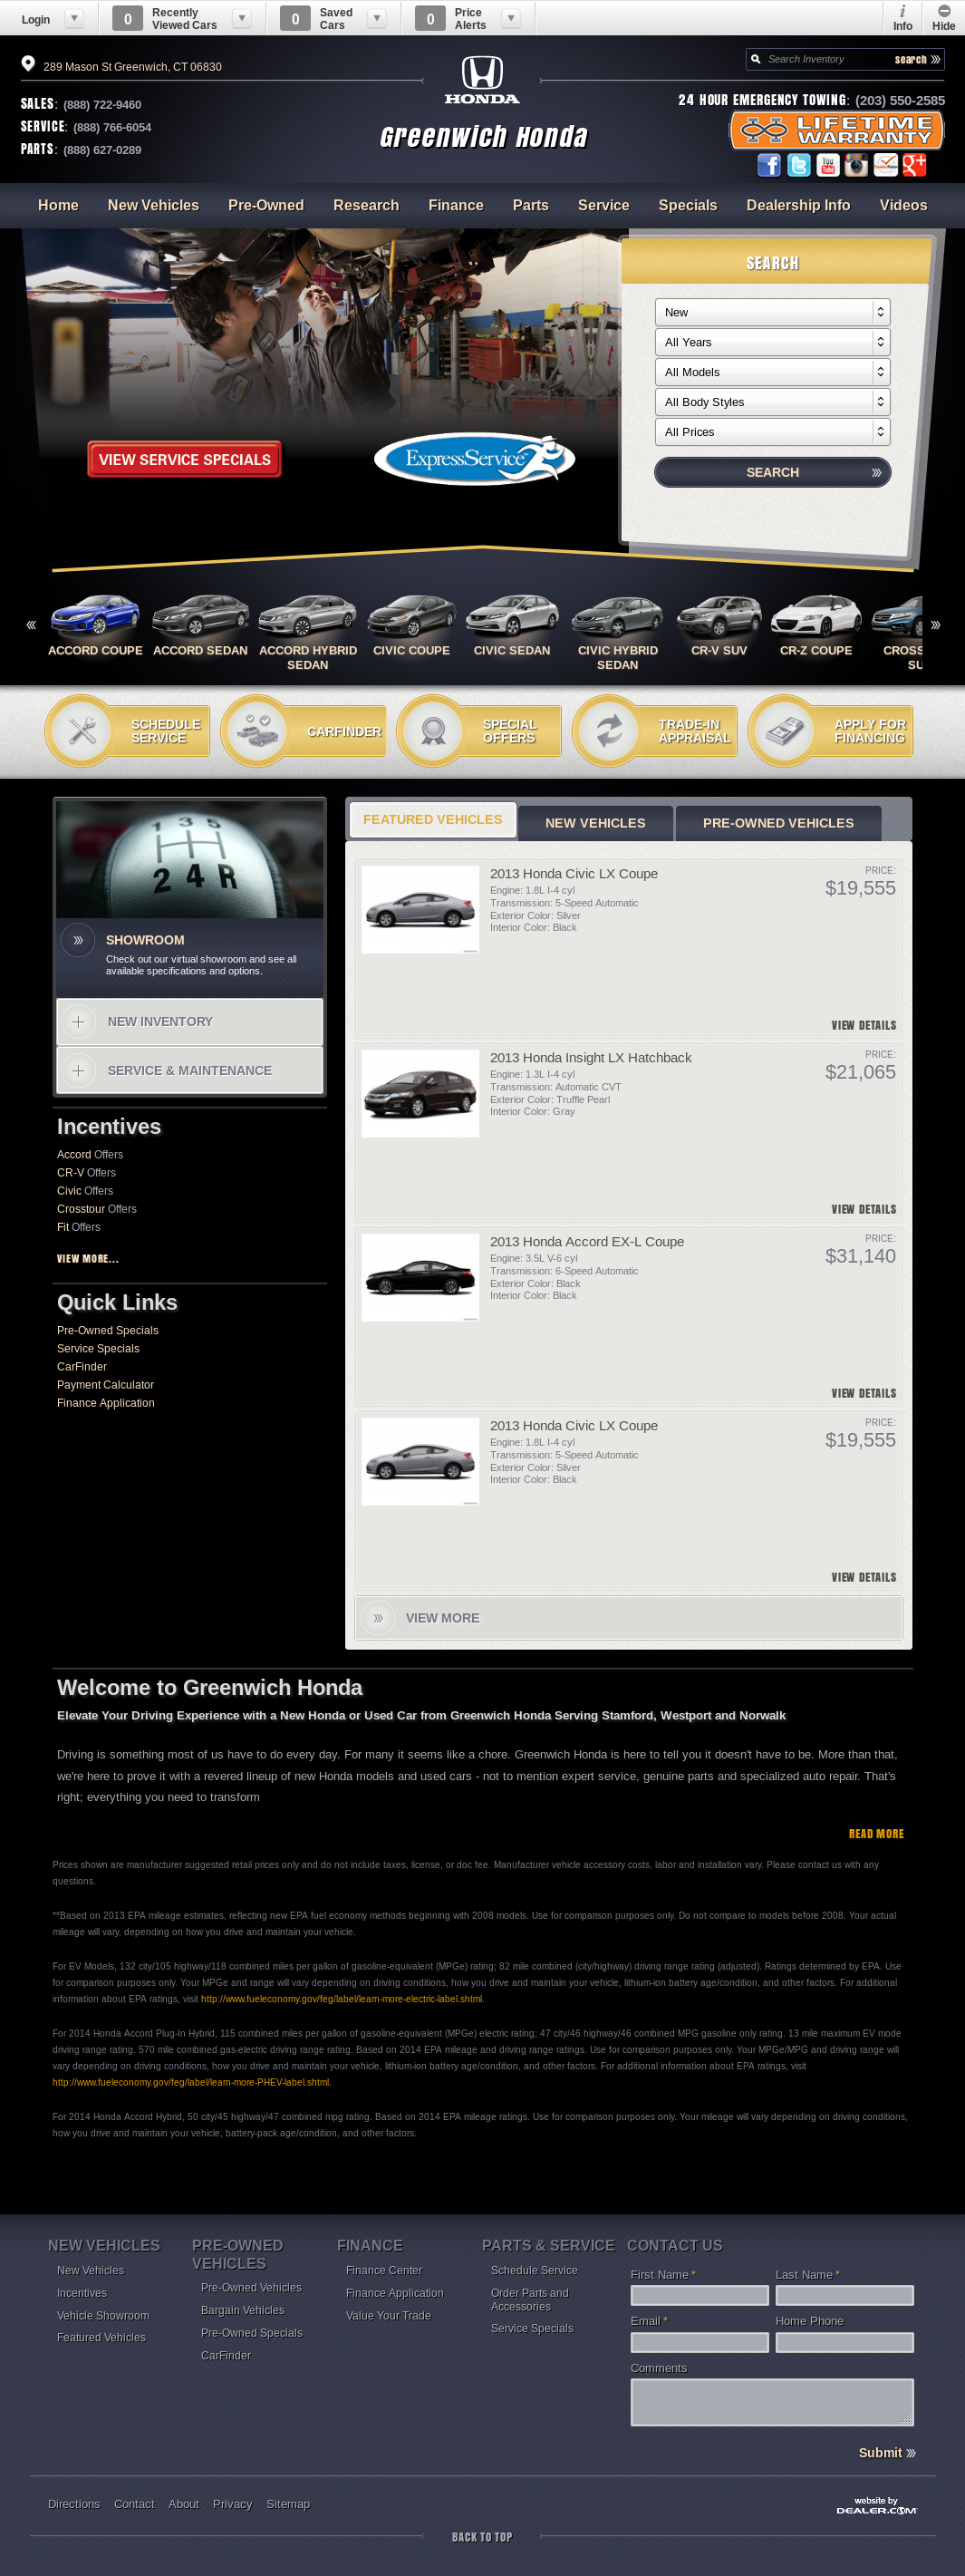 Login
0 Recently Viewed Cars
0 Saved Cars
0 Price Alerts
Info
Hide
289 Mason St Greenwich, CT 06830
Search Inventory
search
HONDA
SALES: (888) 722-9460
SERVICE: (888) 766-6054
PARTS: (888) 627-0289
Greenwich Honda
24 HOUR EMERGENCY TOWING: (203) 550-2585
LIFETIME WARRANTY
You Tube
Home
New Vehicles
Pre-Owned
Research
Finance
Parts
Service
Specials
Dealership Info
Videos
VIEW SERVICE SPECIALS
ExpressService
SEARCH
New
All Years
All Models
All Body Styles
All Prices
SEARCH
ACCORD COUPE
ACCORD SEDAN
ACCORD HYBRID SEDAN
CIVIC COUPE
CIVIC SEDAN
CIVIC HYBRID SEDAN
CR-V SUV
CR-Z COUPE
CROSS
SU
SCHEDULE SERVICE
CARFINDER
SPECIAL OFFERS
TRADE-IN APPRAISAL
APPLY FOR FINANCING
1 3 5
2 4 R
SHOWROOM
Check out our virtual showroom and see all
available specifications and options.
NEW INVENTORY
SERVICE & MAINTENANCE
Incentives
Accord Offers
CR-V Offers
Civic Offers
Crosstour Offers
Fit Offers
VIEW MORE...
Quick Links
Pre-Owned Specials
Service Specials
CarFinder
Payment Calculator
Finance Application
FEATURED VEHICLES
NEW VEHICLES
PRE-OWNED VEHICLES
2013 Honda Civic LX Coupe
Engine: 1.8L I-4 cyl
Transmission: 5-Speed Automatic
Exterior Color: Silver
Interior Color: Black
PRICE:
$19,555
VIEW DETAILS
2013 Honda Insight LX Hatchback
Engine: 1.3L I-4 cyl
Transmission: Automatic CVT
Exterior Color: Truffle Pearl
Interior Color: Gray
PRICE:
$21,065
VIEW DETAILS
2013 Honda Accord EX-L Coupe
Engine: 3.5L V-6 cyl
Transmission: 6-Speed Automatic
Exterior Color: Black
Interior Color: Black
PRICE:
$31,140
VIEW DETAILS
2013 Honda Civic LX Coupe
Engine: 1.8L I-4 cyl
Transmission: 5-Speed Automatic
Exterior Color: Silver
Interior Color: Black
PRICE:
$19,555
VIEW DETAILS
VIEW MORE
Welcome to Greenwich Honda
Elevate Your Driving Experience with a New Honda or Used Car from Greenwich Honda Serving Stamford, Westport and Norwalk
Driving is something most of us have to do every day. For many it seems like a chore. Greenwich Honda is here to tell you it doesn't have to be. More than that,
we're here to prove it with a revered lineup of new Honda models and used cars - not to mention expert service, genuine parts and specialized auto repair. That's
right; everything you need to transform
READ MORE
Prices shown are manufacturer suggested retail prices only and do not include taxes, license, or doc fee. Manufacturer vehicle accessory costs, labor and installation vary. Please contact us with any
questions.
**Based on 2013 EPA mileage estimates, reflecting new EPA fuel economy methods beginning with 2008 models. Use for comparison purposes only. Do not compare to models before 2008. Your actual
mileage will vary, depending on how you drive and maintain your vehicle.
For EV Models, 132 city/105 highway/118 combined miles per gallon of gasoline-equivalent (MPGe) rating; 82 mile combined (city/highway) driving range rating (adjusted). Ratings determined by EPA. Use
for comparison purposes only. Your MPGe and range will vary depending on driving conditions, how you drive and maintain your vehicle, lithium-ion battery age/condition, and other factors. For additional
information about EPA ratings, visit http://www.fueleconomy.gov/feg/label/learn-more-electric-label.shtml.
For 2014 Honda Accord Plug-In Hybrid, 115 combined miles per gallon of gasoline-equivalent (MPGe) electric rating; 47 city/46 highway/46 combined MPG gasoline only rating. 13 mile maximum EV mode
driving range rating. 570 mile combined gas-electric driving range rating. Based on 2014 EPA mileage and driving range ratings. Use for comparison purposes only. Your MPGe/MPG and driving range will
vary depending on driving conditions, how you drive and maintain your vehicle, lithium-ion battery age/condition, and other factors. For additional information about EPA ratings, visit
http://www.fueleconomy.gov/feg/label/learn-more-PHEV-label.shtml.
For 2014 Honda Accord Hybrid, 50 city/45 highway/47 combined mpg rating. Based on 2014 EPA mileage ratings. Use for comparison purposes only. Your mileage will vary depending on driving conditions,
how you drive and maintain your vehicle, battery-pack age/condition, and other factors.
NEW VEHICLES
New Vehicles
Incentives
Vehicle Showroom
Featured Vehicles
PRE-OWNED VEHICLES
Pre-Owned Vehicles
Bargain Vehicles
Pre-Owned Specials
CarFinder
FINANCE
Finance Center
Finance Application
Value Your Trade
PARTS & SERVICE
Schedule Service
Order Parts and
Accessories
Service Specials
CONTACT US
First Name *
Last Name *
Email *
Home Phone
Comments
Submit
Directions
Contact
About
Privacy
Sitemap
website by
DEALER.COM
BACK TO TOP